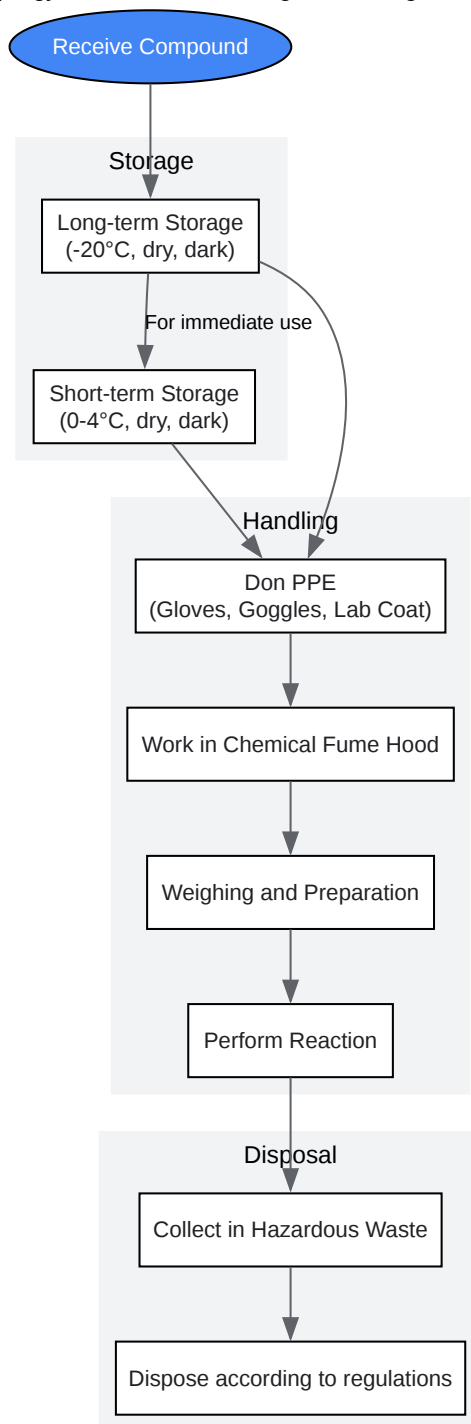 Receive Compound
Storage
Long-term Storage
(-20°C, dry, dark)
For immediate use
Short-term Storage
(0-4°C, dry, dark)
Handling
Don PPE
(Gloves, Goggles, Lab Coat)
Work in Chemical Fume Hood
Weighing and Preparation
Perform Reaction
Disposal
Collect in Hazardous Waste
Dispose according to regulations